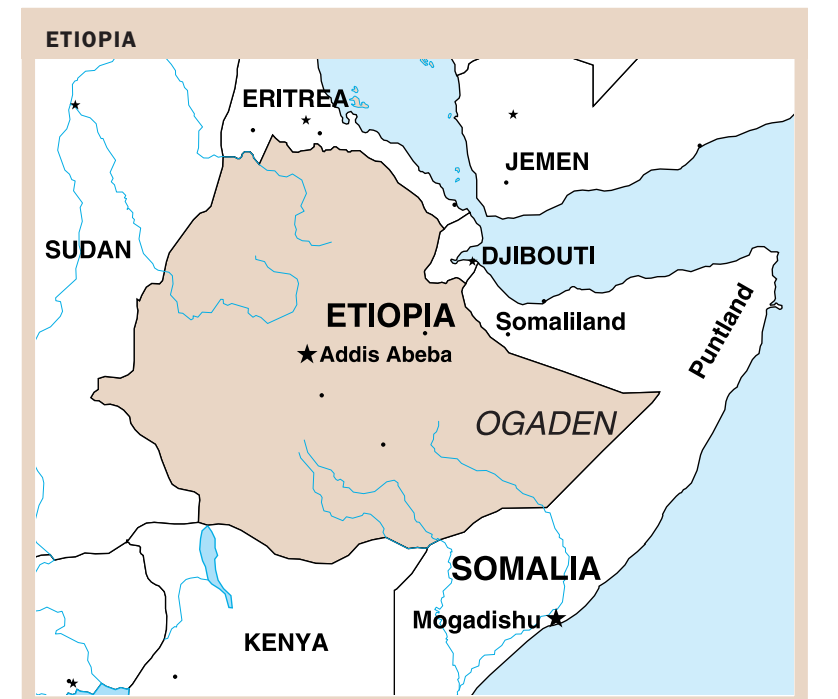 ETIOPIA
ERITREA
JEMEN
SUDAN
DJIBOUTI
ETIOPIA
Somaliland
Puntland
Addis Abeba
OGADEN
SOMALIA
Mogadishu
KENYA